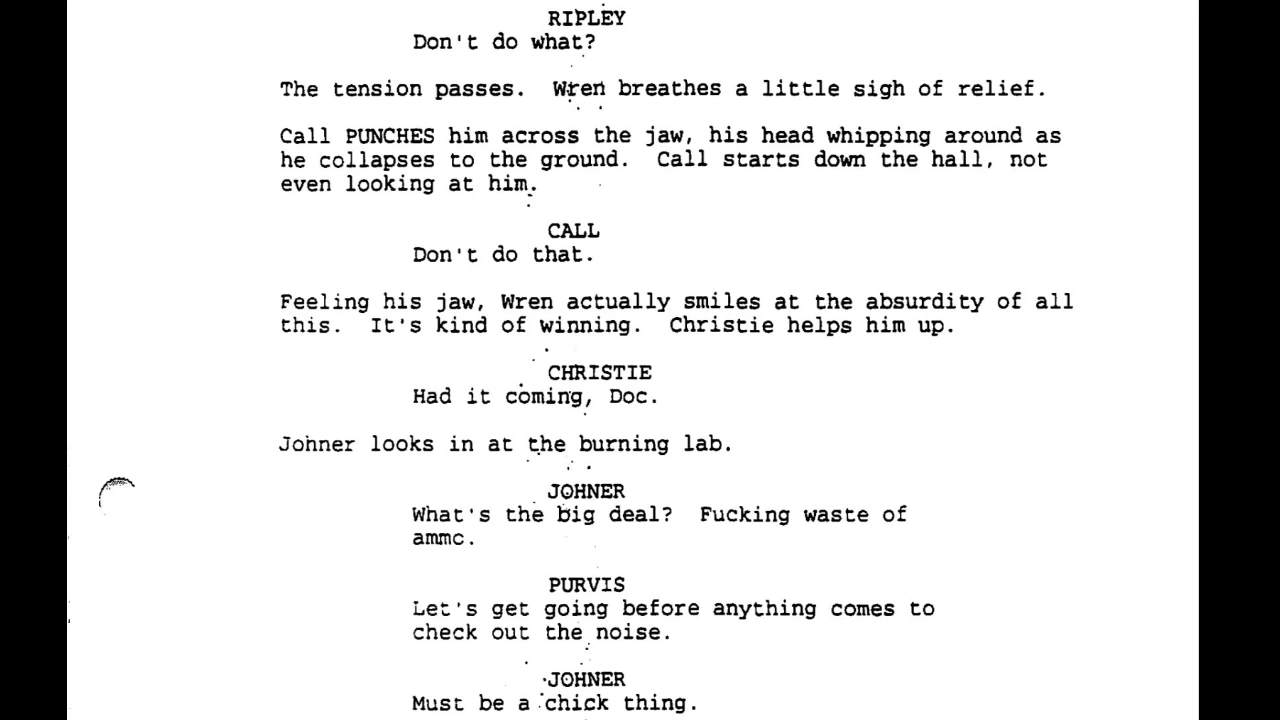 RIPLEY
Don't do what?
The tension passes. Wren breathes a little sigh of relief.
Call PUNCHES him across the jaw, his head whipping around as
he collapses to the ground. Call starts down the hall, not
even looking at him.
CALL
Don't do that.
Feeling his jaw, Wren actually smiles at the absurdity of all
this. It's kind of winning. Christie helps him up.
CHRISTIE
Had it coming, Doc.
Johner looks in at the burning lab.
JOHNER
What's the big deal? Fucking waste of
ammc.
PURVIS
Let's get going before anything comes to
check out the noise.
JOHNER
Must be a chick thing.